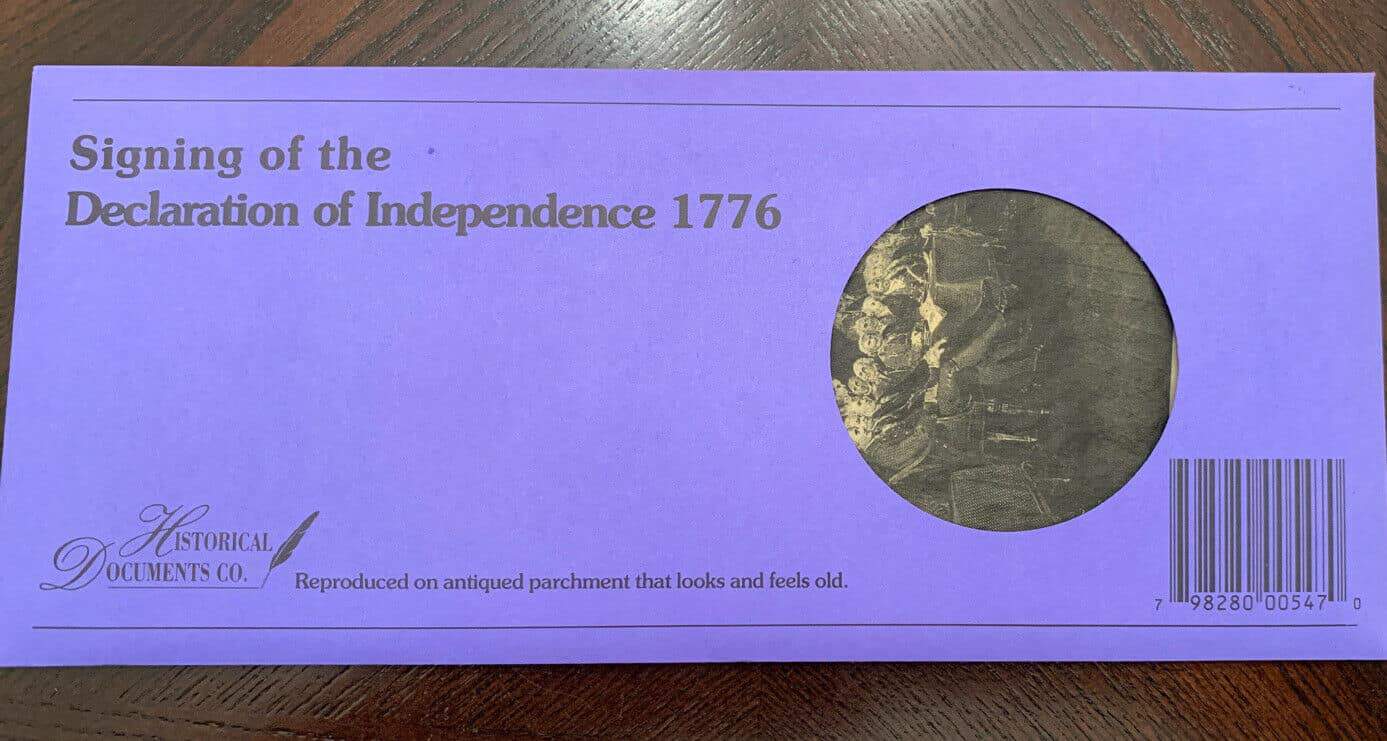 Signing of the
Declaration of Independence 1776
HISTORICAL
DOCUMENTS CO.
Reproduced on antiqued parchment that looks and feels old.
7 98280 00547 0